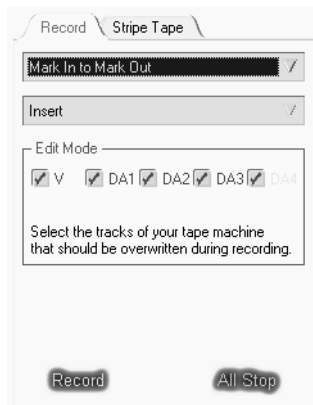 Record Stripe Tape
Mark In to Mark Out
Insert
Edit Mode
V DA1 DA2 DA3 DA4
Select the tracks of your tape machine
that should be overwritten during recording.
Record All Stop